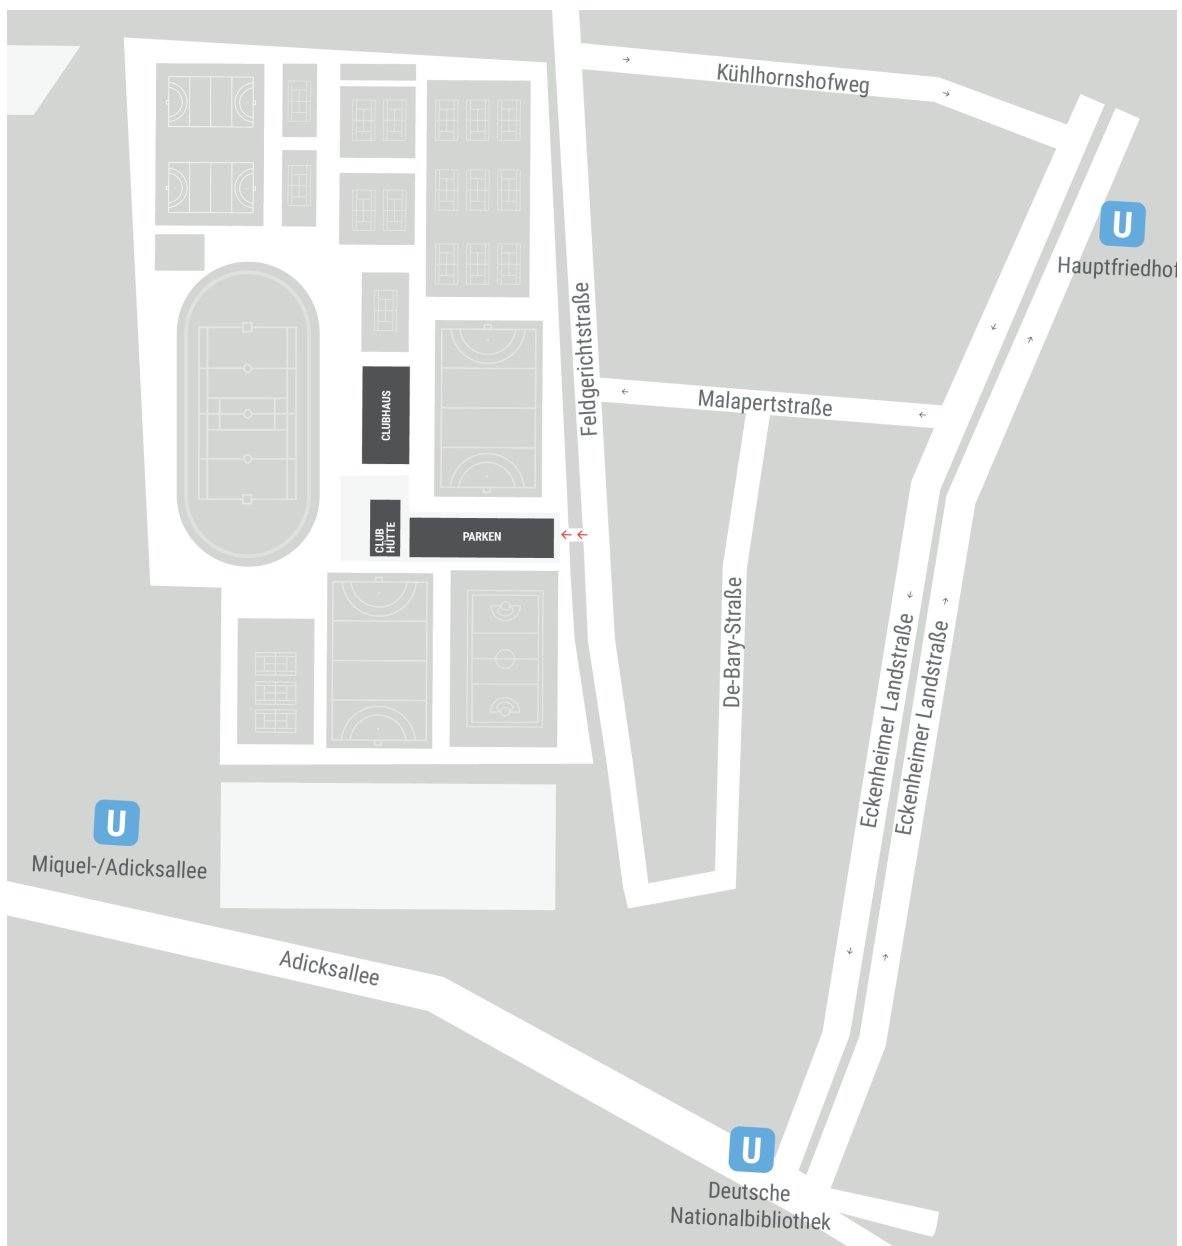 Kühlhornshofweg
U
Hauptfriedhof
Feldgerichtstraße
Malapertstraße
CLUBHAUS
CLUB
HÜTTE
PARKEN
De-Bary-Straße
Eckenheimer Landstraße
Eckenheimer Landstraße
U
Miquel-/Adicksallee
Adicksallee
U
Deutsche
Nationalbibliothek